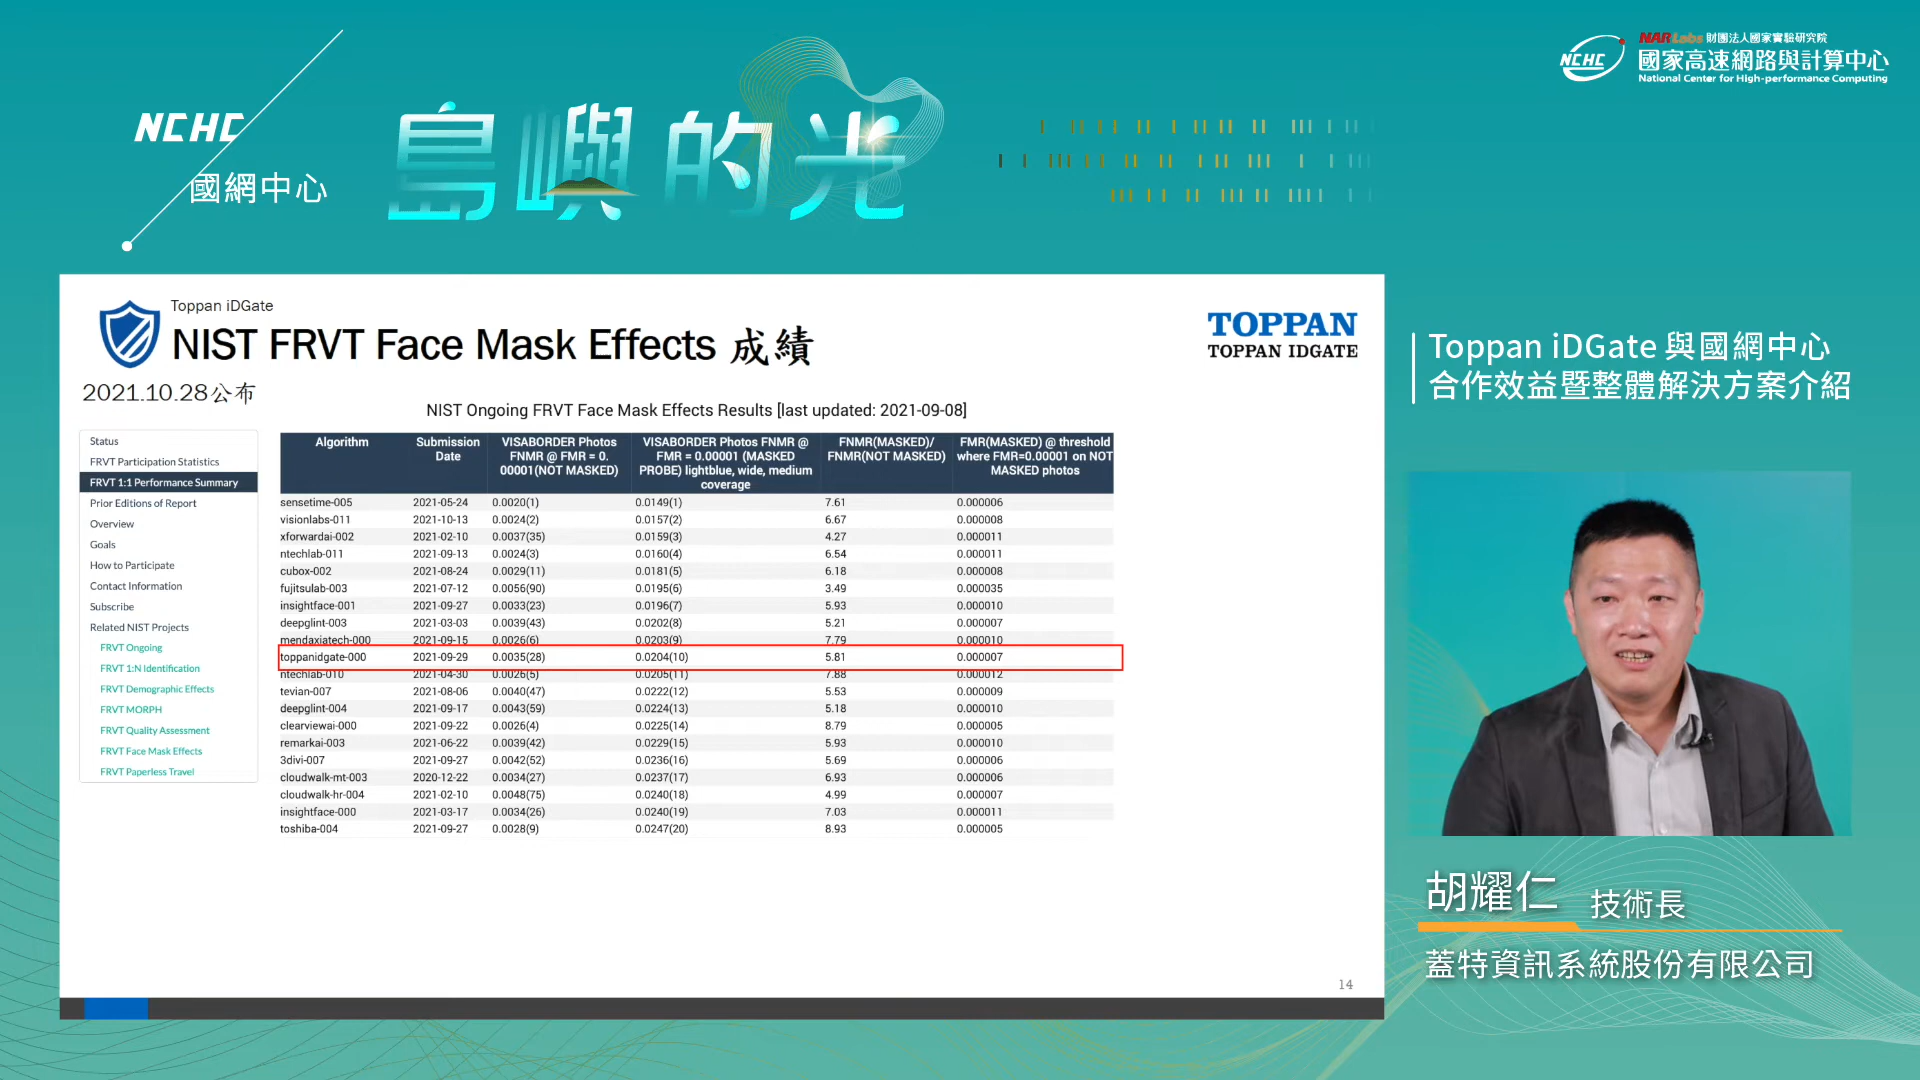 NCHC
國網中心
島嶼的光
NCHC
NARLabs 財團法人國家實驗研究院
國家高速網路與計算中心
National Center for High-performance Computing
Toppan iDGate
NIST FRVT Face Mask Effects 成績
TOPPAN
TOPPAN IDGATE
2021.10.28公布
NIST Ongoing FRVT Face Mask Effects Results [last updated: 2021-09-08]
Status
FRVT Participation Statistics
FRVT 1:1 Performance Summary
Prior Editions of Report
Overview
Goals
How to Participate
Contact Information
Subscribe
Related NIST Projects
FRVT Ongoing
FRVT 1:N Identification
FRVT Demographic Effects
FRVT MORPH
FRVT Quality Assessment
FRVT Face Mask Effects
FRVT Paperless Travel
Algorithm
Submission
Date
VISABORDER Photos
FNMR @ FMR = 0.
00001(NOT MASKED)
VISABORDER Photos FNMR @
FMR = 0.00001 (MASKED
PROBE) lightblue, wide, medium
coverage
FNMR(MASKED)/
FNMR(NOT MASKED)
FMR(MASKED) @ threshold
where FMR=0.00001 on NOT
MASKED photos
sensetime-005 2021-05-24 0.0020(1) 0.0149(1) 7.61 0.000006
visionlabs-011 2021-10-13 0.0024(2) 0.0157(2) 6.67 0.000008
xforwardai-002 2021-02-10 0.0037(35) 0.0159(3) 4.27 0.000011
ntechlab-011 2021-09-13 0.0024(3) 0.0160(4) 6.54 0.000011
cubox-002 2021-08-24 0.0029(11) 0.0181(5) 6.18 0.000008
fujitsulab-003 2021-07-12 0.0056(90) 0.0195(6) 3.49 0.000035
insightface-001 2021-09-27 0.0033(23) 0.0196(7) 5.93 0.000010
deepglint-003 2021-03-03 0.0039(43) 0.0202(8) 5.21 0.000007
mendaxiatech-000 2021-09-15 0.0026(6) 0.0203(9) 7.79 0.000010
toppanidgate-000 2021-09-29 0.0035(28) 0.0204(10) 5.81 0.000007
ntechlab-010 2021-04-30 0.0026(5) 0.0205(11) 7.88 0.000012
tevian-007 2021-08-06 0.0040(47) 0.0222(12) 5.53 0.000009
deepglint-004 2021-09-17 0.0043(59) 0.0224(13) 5.18 0.000010
clearviewai-000 2021-09-22 0.0026(4) 0.0225(14) 8.79 0.000005
remarkai-003 2021-06-22 0.0039(42) 0.0229(15) 5.93 0.000010
3divi-007 2021-09-27 0.0042(52) 0.0236(16) 5.69 0.000006
cloudwalk-mt-003 2020-12-22 0.0034(27) 0.0237(17) 6.93 0.000006
cloudwalk-hr-004 2021-02-10 0.0048(75) 0.0240(18) 4.99 0.000007
insightface-000 2021-03-17 0.0034(26) 0.0240(19) 7.03 0.000011
toshiba-004 2021-09-27 0.0028(9) 0.0247(20) 8.93 0.000005
14
Toppan iDGate 與國網中心
合作效益暨整體解決方案介紹
胡耀仁 技術長
蓋特資訊系統股份有限公司